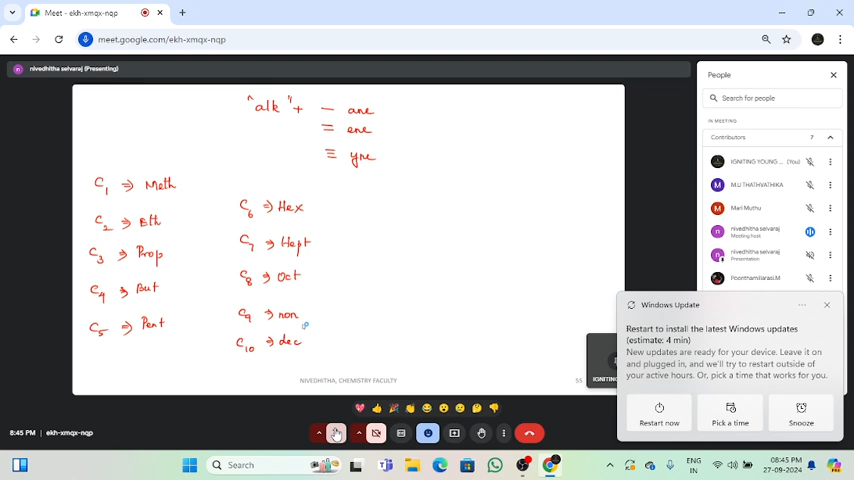 Meet - ekh-xmqx-nqp
meet.google.com/ekh-xmqx-nqp
nivedhitha selvaraj (Presenting)
"alk" + — ane
= ene
≡ yne
C1 ⇒ Meth
C2 ⇒ Eth
C3 ⇒ Prop
C4 ⇒ But
C5 ⇒ Pent
C6 ⇒ Hex
C7 ⇒ Hept
C8 ⇒ Oct
C9 ⇒ non
C10 ⇒ dec
NIVEDHITHA, CHEMISTRY FACULTY
55
IGNITING
People
Search for people
IN MEETING
Contributors 7
IGNITING YOUNG ... (You)
M.U THATHVATHIKA
Mari Muthu
nivedhitha selvaraj
Meeting host
nivedhitha selvaraj
Presentation
Poonthamilarasi.M
Windows Update
Restart to install the latest Windows updates
(estimate: 4 min)
New updates are ready for your device. Leave it on
and plugged in, and we'll try to restart outside of
your active hours. Or, pick a time that works for you.
Restart now Pick a time Snooze
8:45 PM | ekh-xmqx-nqp
Search
ENG
IN
08:45 PM
27-09-2024